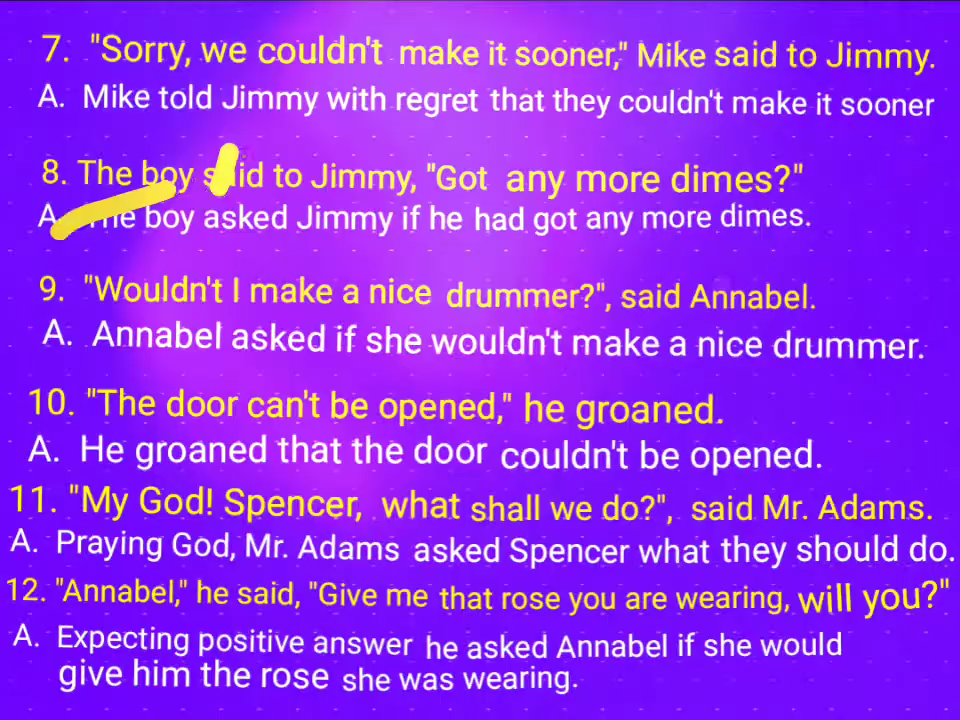 7. "Sorry, we couldn't make it sooner," Mike said to Jimmy.
A. Mike told Jimmy with regret that they couldn't make it sooner
8. The boy said to Jimmy, "Got any more dimes?"
A. The boy asked Jimmy if he had got any more dimes.
9. "Wouldn't I make a nice drummer?", said Annabel.
A. Annabel asked if she wouldn't make a nice drummer.
10. "The door can't be opened," he groaned.
A. He groaned that the door couldn't be opened.
11. "My God! Spencer, what shall we do?", said Mr. Adams.
A. Praying God, Mr. Adams asked Spencer what they should do.
12. "Annabel," he said, "Give me that rose you are wearing, will you?"
A. Expecting positive answer he asked Annabel if she would
give him the rose she was wearing.